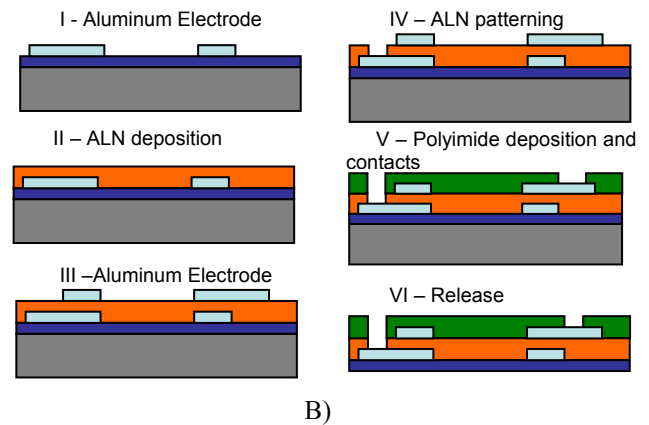 I - Aluminum Electrode
II – ALN deposition
III –Aluminum Electrode
IV – ALN patterning
V – Polyimide deposition and
contacts
VI – Release
B)